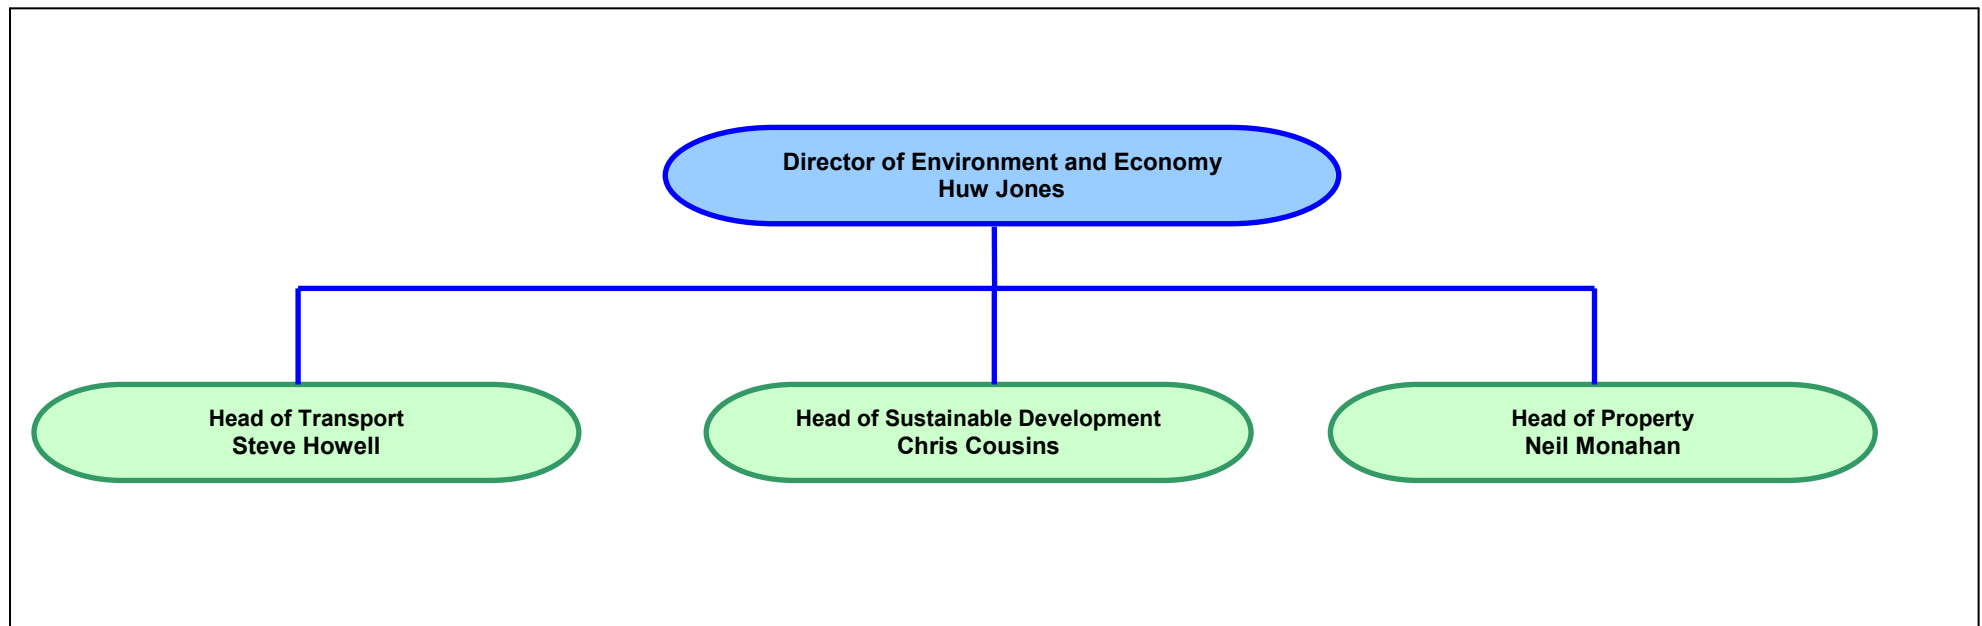 Director of Environment and Economy
Huw Jones
Head of Transport
Steve Howell
Head of Sustainable Development
Chris Cousins
Head of Property
Neil Monahan